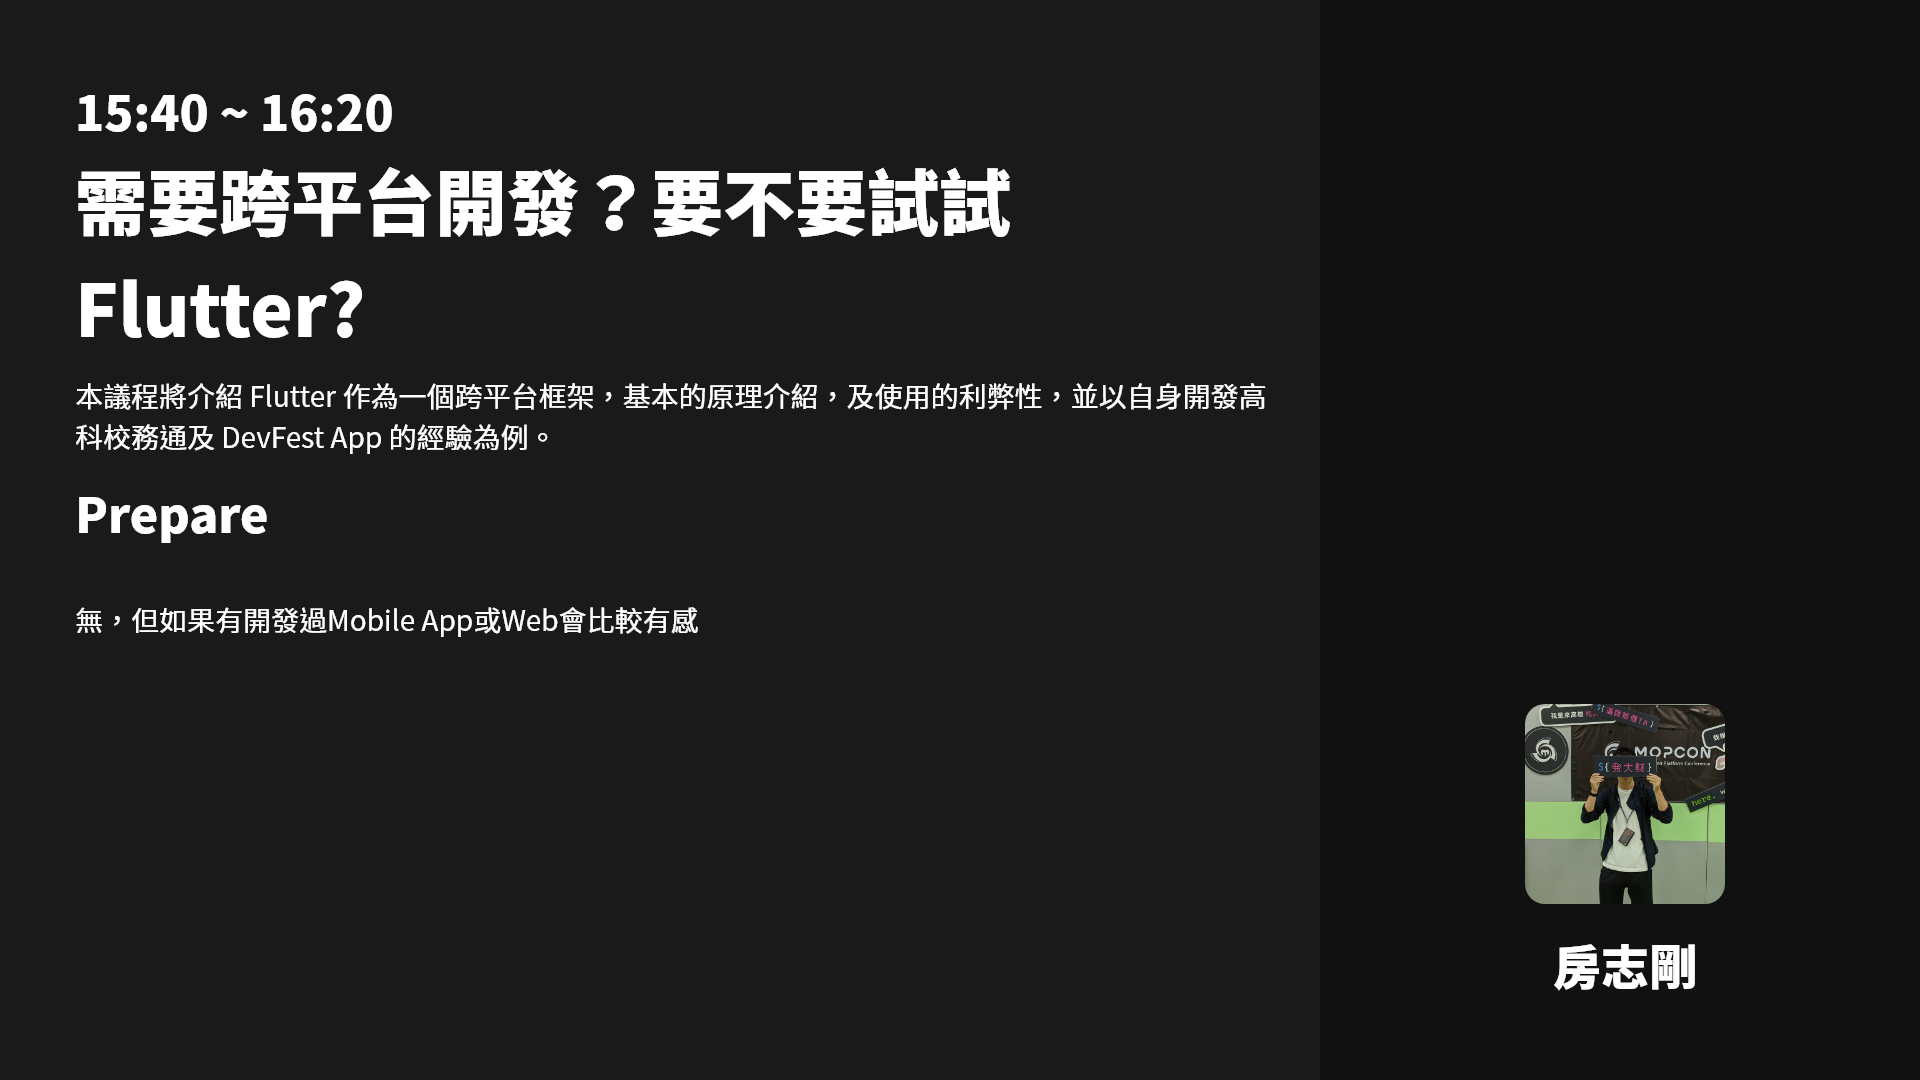 15:40 ~ 16:20
需要跨平台開發？要不要試試
Flutter?
本議程將介紹 Flutter 作為一個跨平台框架，基本的原理介紹，及使用的利弊性，並以自身開發高
科校務通及 DevFest App 的經驗為例。
Prepare
無，但如果有開發過Mobile App或Web會比較有感
MOPCON
${発大財}
here.
房志剛